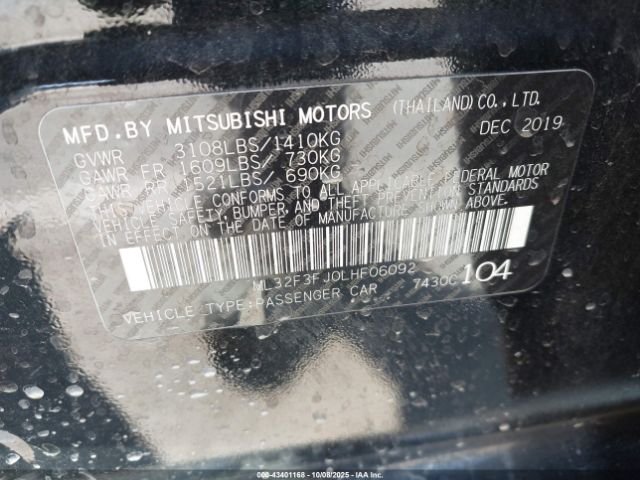 MFD.BY MITSUBISHI MOTORS (THAILAND)CO.,LTD.
DEC 2019
GVWR 3108LBS/1410KG
GAWR FR 1609LBS/ 730KG
GAWR RR 1521LBS/ 690KG
THIS VEHICLE CONFORMS TO ALL APPLICABLE FEDERAL MOTOR
VEHICLE SAFETY, BUMPER, AND THEFT PREVENTION STANDARDS
IN EFFECT ON THE DATE OF MANUFACTURE SHOWN ABOVE.
ML32F3FJ0LHF06092
7430C 104
VEHICLE TYPE:PASSENGER CAR
000-43401168 - 10/08/2025 - IAA Inc.